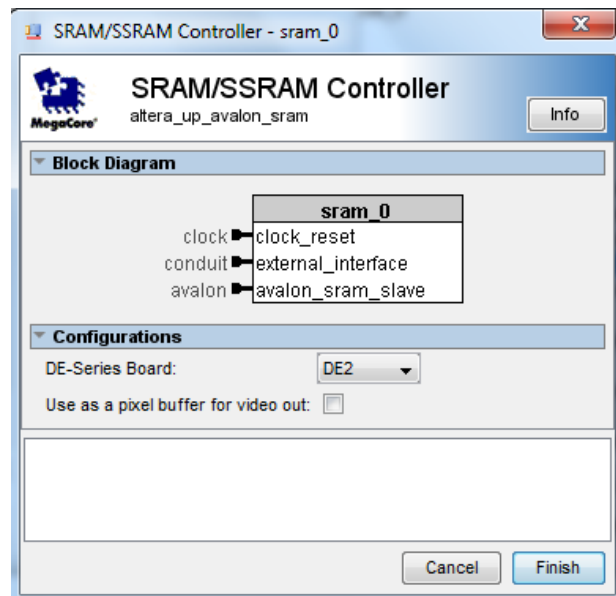 SRAM/SSRAM Controller - sram_0
X
MegaCore®
SRAM/SSRAM Controller
altera_up_avalon_sram
Info
Block Diagram
sram_0
clock clock_reset
conduit external_interface
avalon avalon_sram_slave
Configurations
DE-Series Board: DE2
Use as a pixel buffer for video out:
Cancel Finish